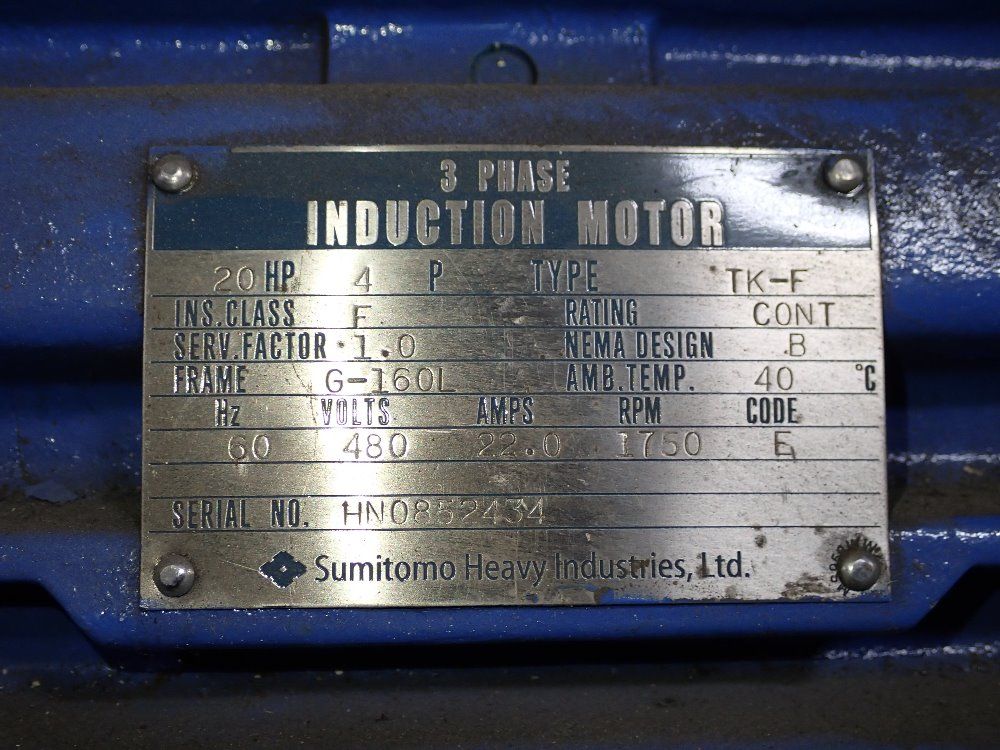 3 PHASE
INDUCTION MOTOR
20 HP 4 P TYPE TK-F
INS.CLASS F RATING CONT
SERV.FACTOR 1.0 NEMA DESIGN B
FRAME G-160L AMB.TEMP. 40 °C
Hz VOLTS AMPS RPM CODE
60 480 22.0 1750 E
SERIAL NO. HN0852434
Sumitomo Heavy Industries, Ltd.